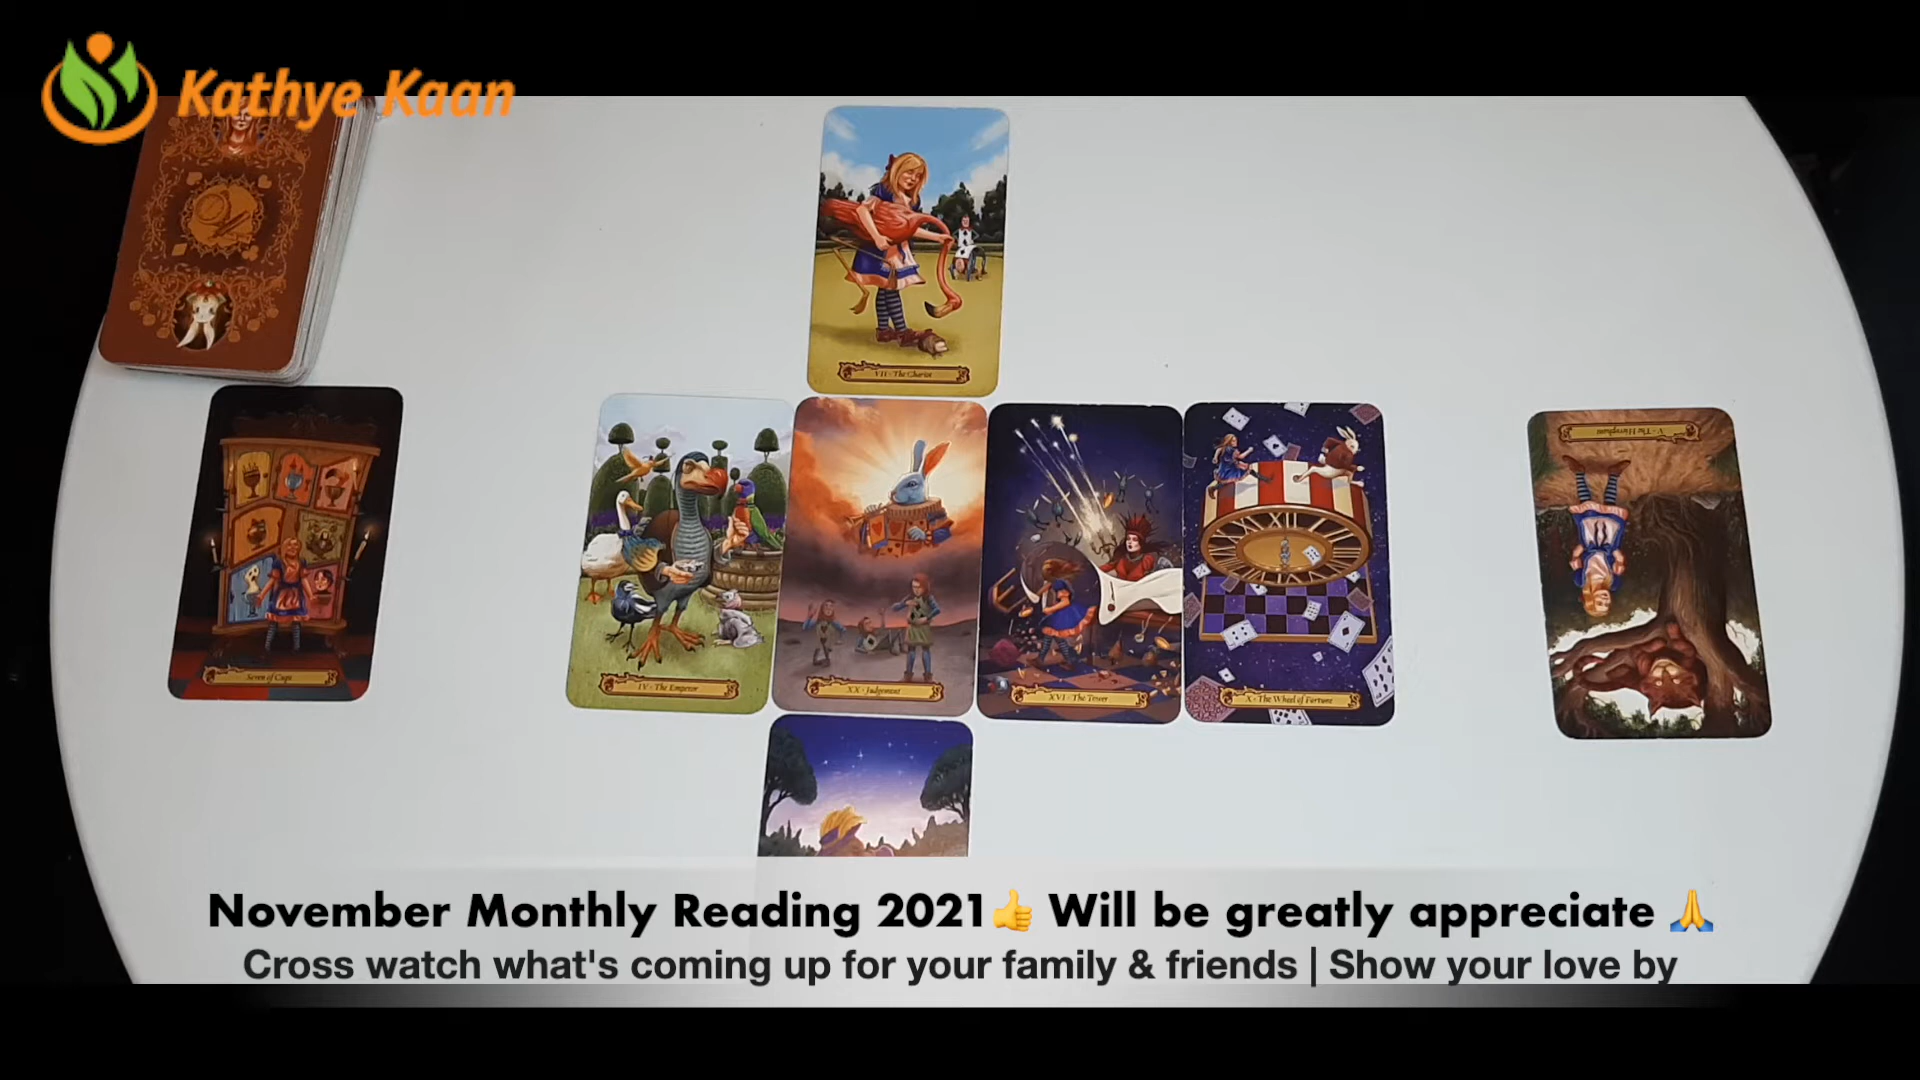 Kathye Kaan
VII - The Chariot
V - The Hierophant
XII
Seven of Cups
IV - The Emperor
XX - Judgement
XVI - The Tower
X - The Wheel of Fortune
November Monthly Reading 2021👍 Will be greatly appreciate 🙏
Cross watch what's coming up for your family & friends | Show your love by